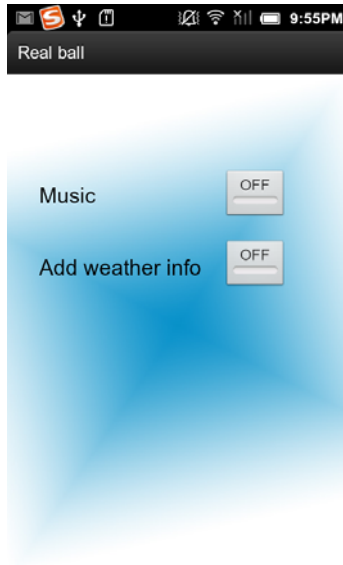 9:55PM
Real ball
Music
OFF
Add weather info
OFF